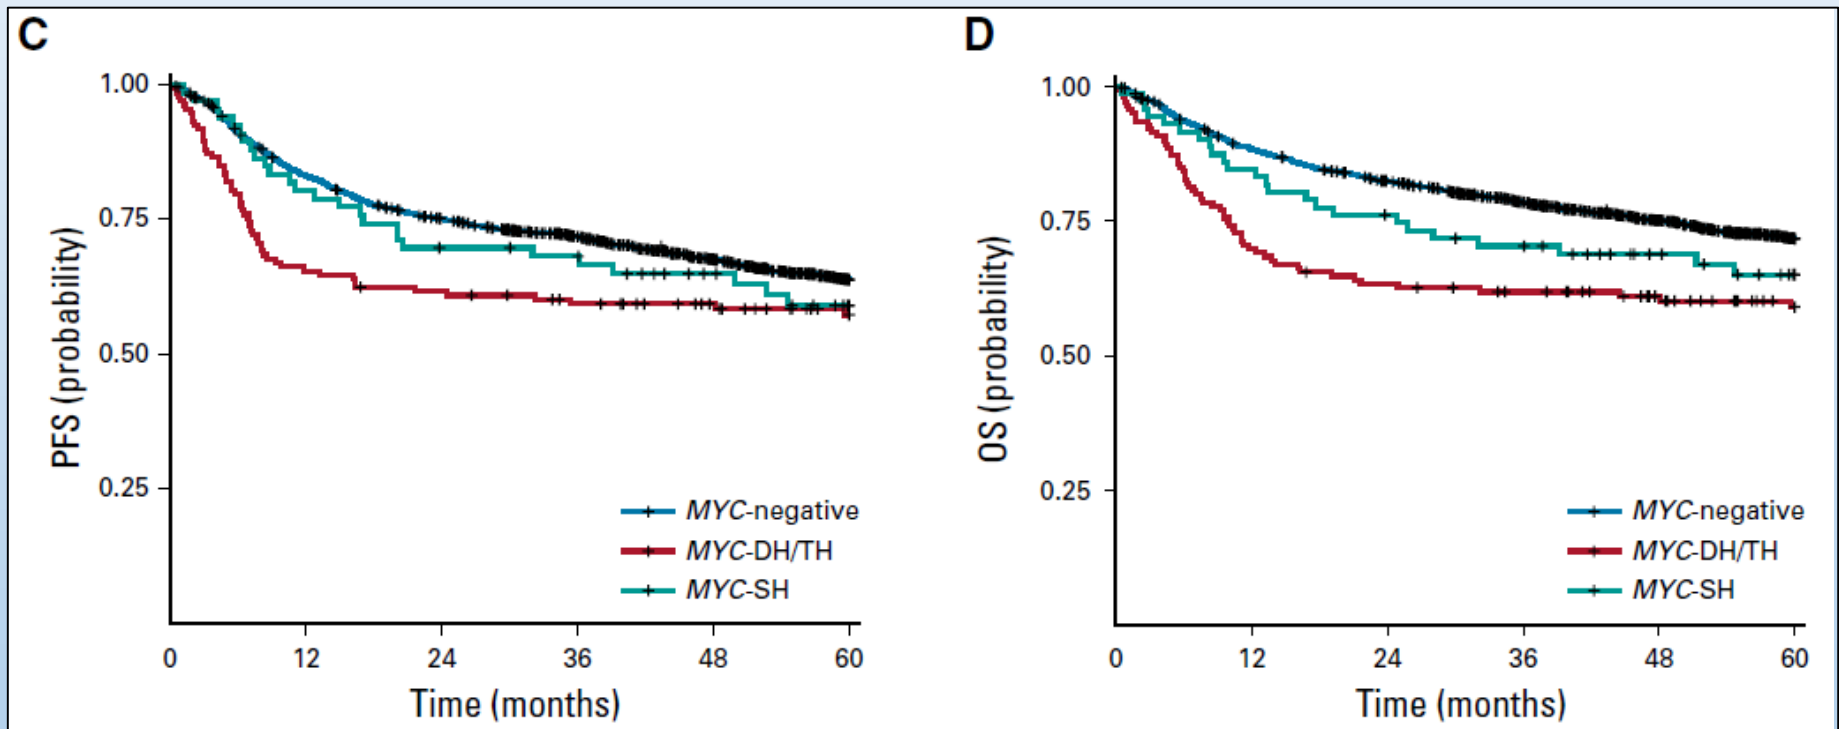 C
PFS (probability)
1.00
0.75
0.50
0.25
MYC-negative
MYC-DH/TH
MYC-SH
0 12 24 36 48 60
Time (months)
D
OS (probability)
1.00
0.75
0.50
0.25
MYC-negative
MYC-DH/TH
MYC-SH
0 12 24 36 48 60
Time (months)